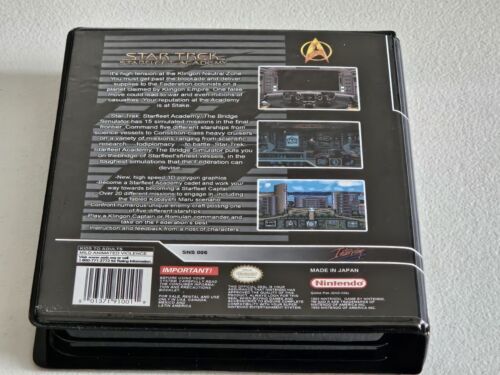 STAR TREK
STARFLEET ACADEMY
It's high tension at the Klingon Neutral Zone.
You must get past the blockade and deliver
supplies to the Federation colonists on a
planet claimed by Klingon Empire. One false
move could lead to war and even millions of
casualties. Your reputation at the Academy
is at Stake.
Star Trek: Starfleet Academy: The Bridge
Simulator has 15 simulated missions in the final
frontier. Command five different starships from
science vessels to Constitution-class heavy cruisers
on a variety of missions ranging from scientific
research to diplomacy to battle. Star Trek:
Starfleet Academy: The Bridge Simulator puts you
on the bridge of Starfleet's finest vessels, in the
toughest simulations that the Federation can
devise
-New, high speed 3D polygon graphics
Become a Starfleet Academy cadet and work your
way towards becoming a Starfleet Captain
Over 20 different missions to engage in, including
the fabled Kobayashi Maru scenario
Confront numerous unique enemy ships piloting one
of five different starships
Play a Klingon Captain or Romulan commander and
take on the Federation's best
Instruction and feedback from a host of characters
KIDS TO ADULTS
MILD ANIMATED VIOLENCE
SNS 006
Interplay
IMPORTANT!
FOR SALE, RENTAL AND USE
LATIN AMERICA
MADE IN JAPAN
Nintendo